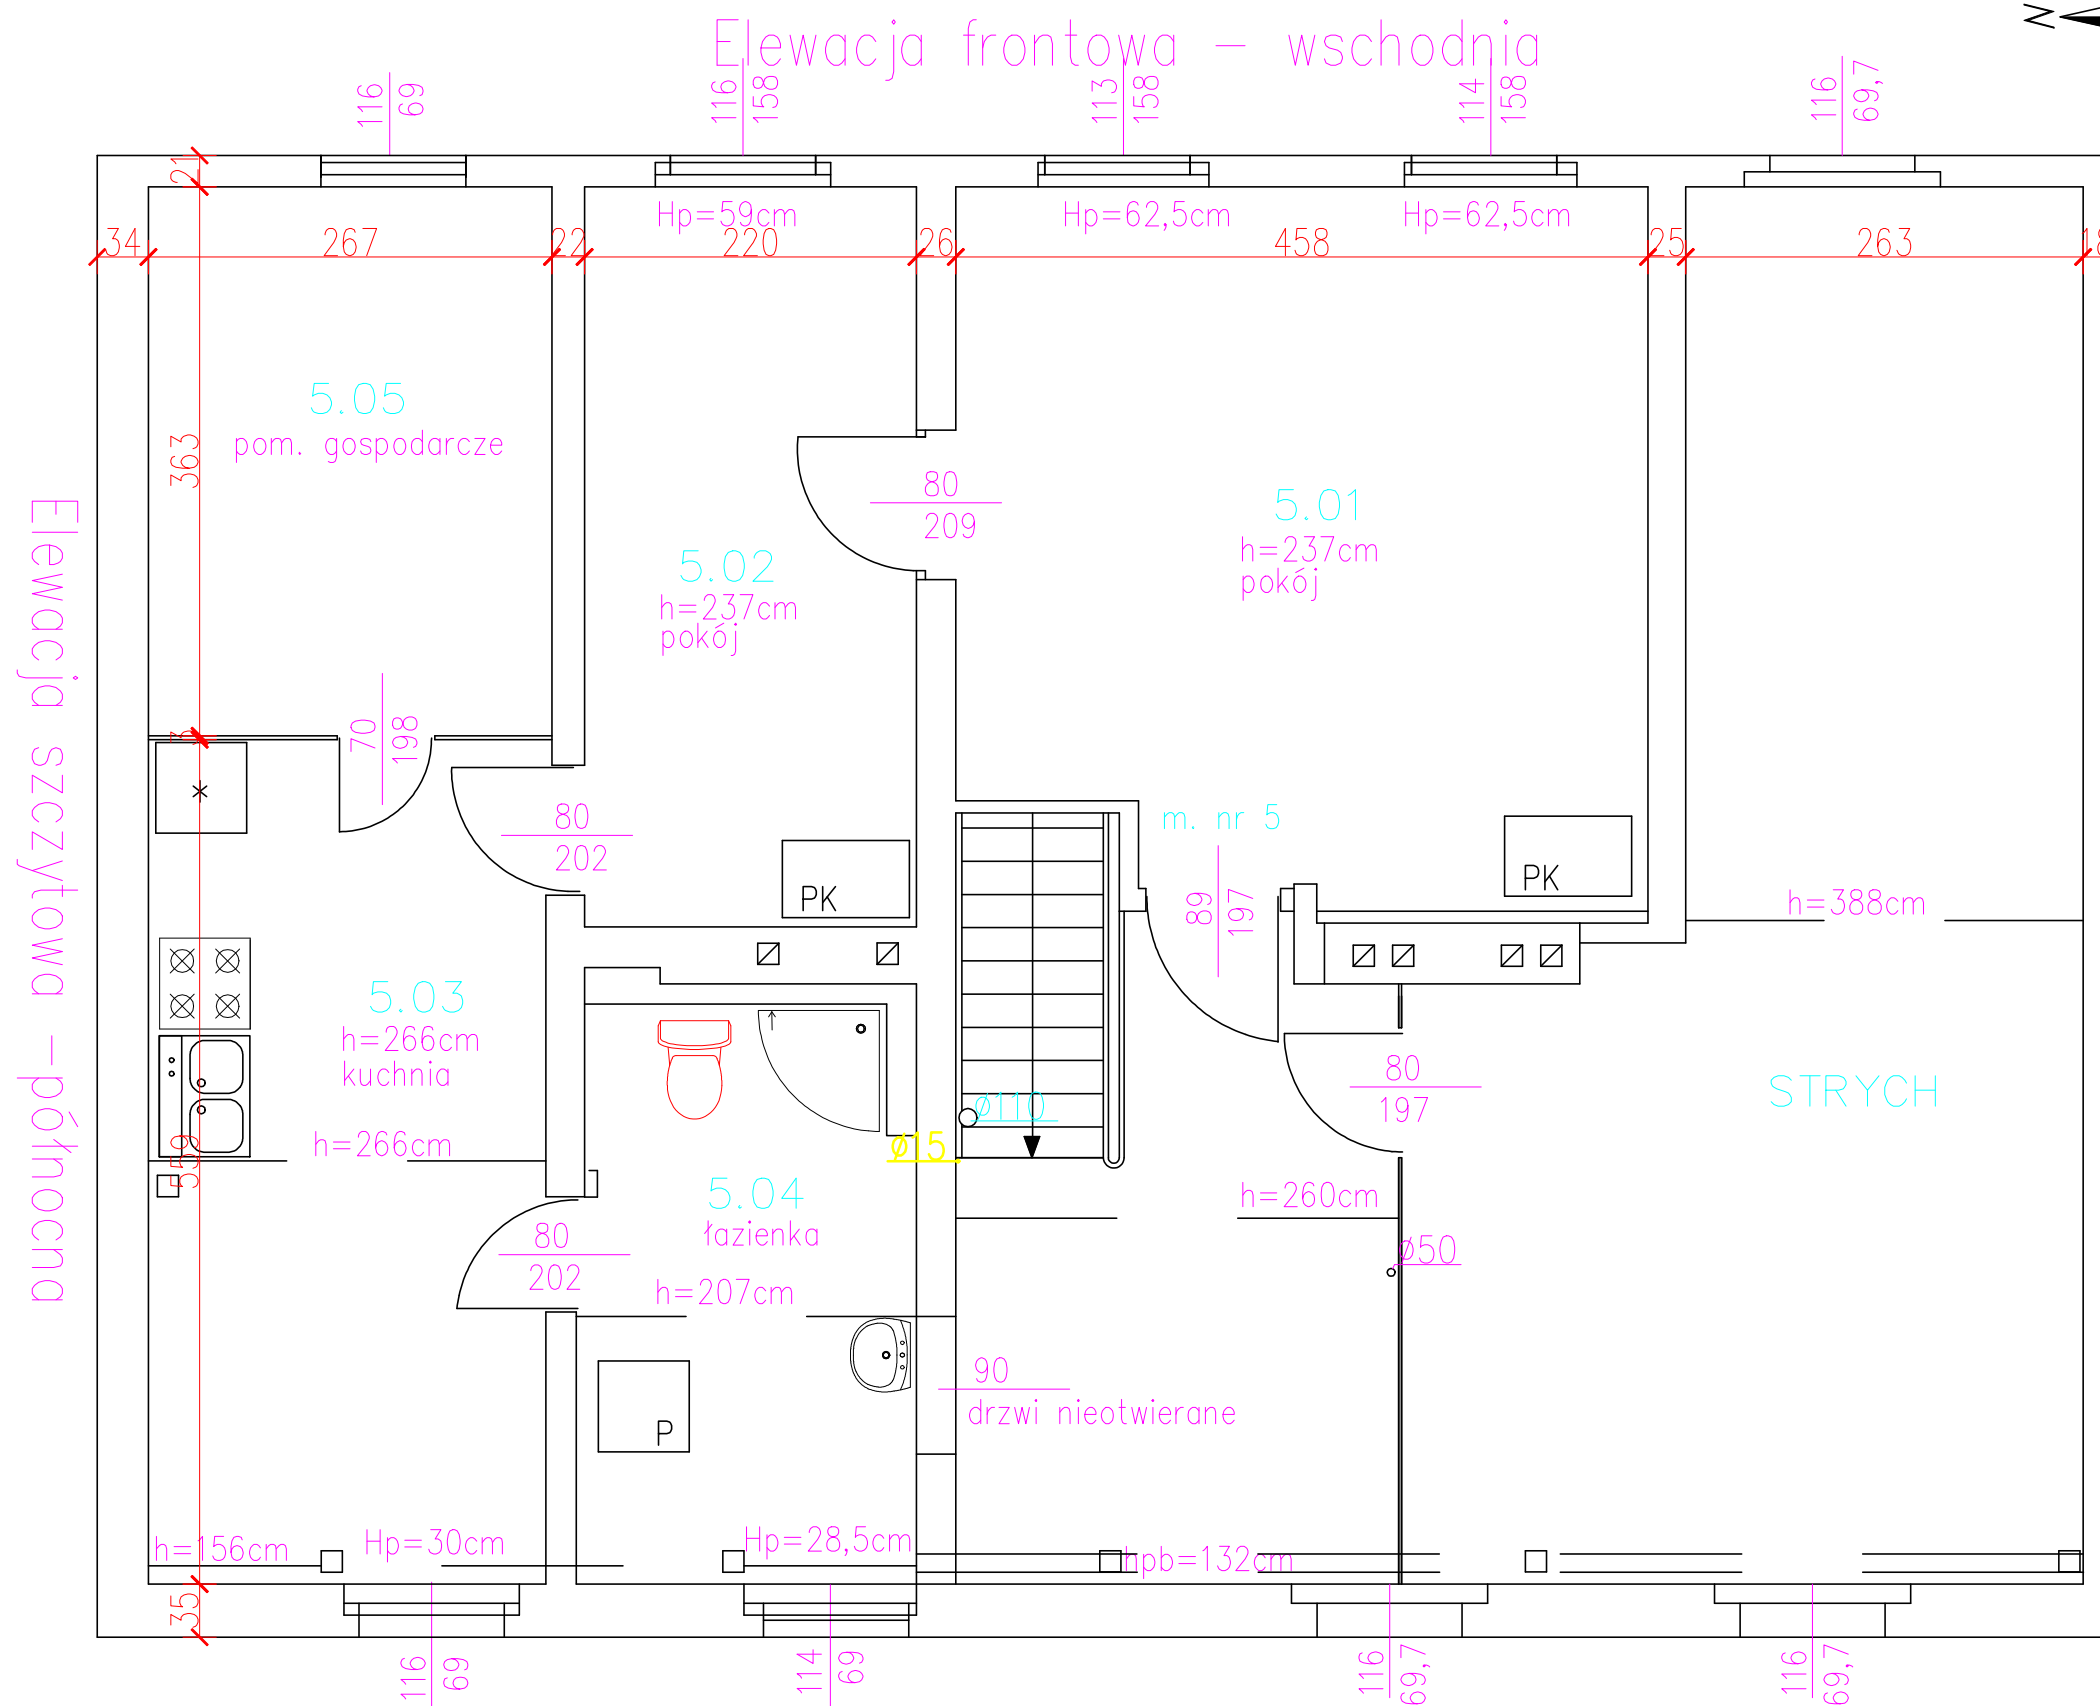 Elewacja frontowa – wschodnia
N
116
69
116
158
113
158
114
158
116
69,7
21
Hp=59cm
Hp=62,5cm
Hp=62,5cm
34
267
22
220
26
458
25
263
5.05
pom. gospodarcze
363
80
209
5.01
h=237cm
pokój
5.02
h=237cm
pokój
Elewacja szczytowa – północna
70
198
3
80
202
m. nr 5
PK
PK
89
197
h=388cm
5.03
h=266cm
kuchnia
80
197
STRYCH
ø110
ø15
h=266cm
559
5.04
łazienka
h=260cm
80
202
ø50
h=207cm
90
drzwi nieotwierane
P
h=156cm
Hp=30cm
Hp=28,5cm
hpb=132cm
35
116
69
114
69
116
69,7
116
69,7